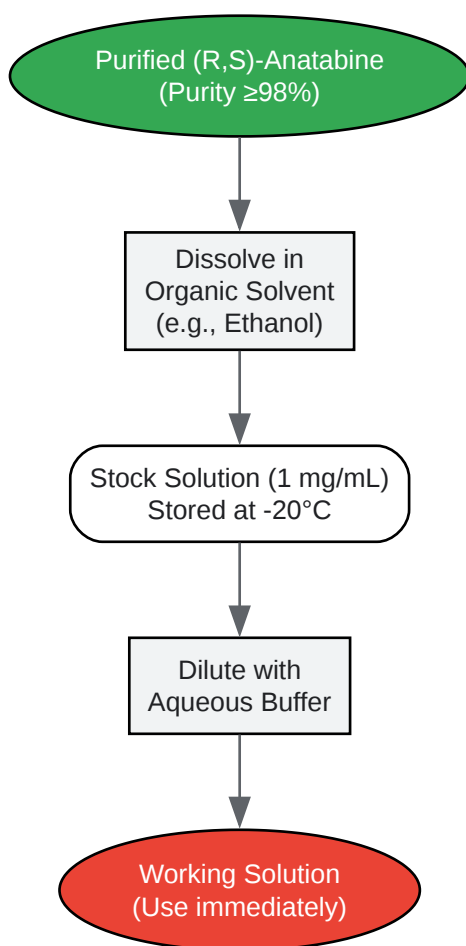 Purified (R,S)-Anatabine
(Purity ≥98%)
Dissolve in
Organic Solvent
(e.g., Ethanol)
Stock Solution (1 mg/mL)
Stored at -20°C
Dilute with
Aqueous Buffer
Working Solution
(Use immediately)